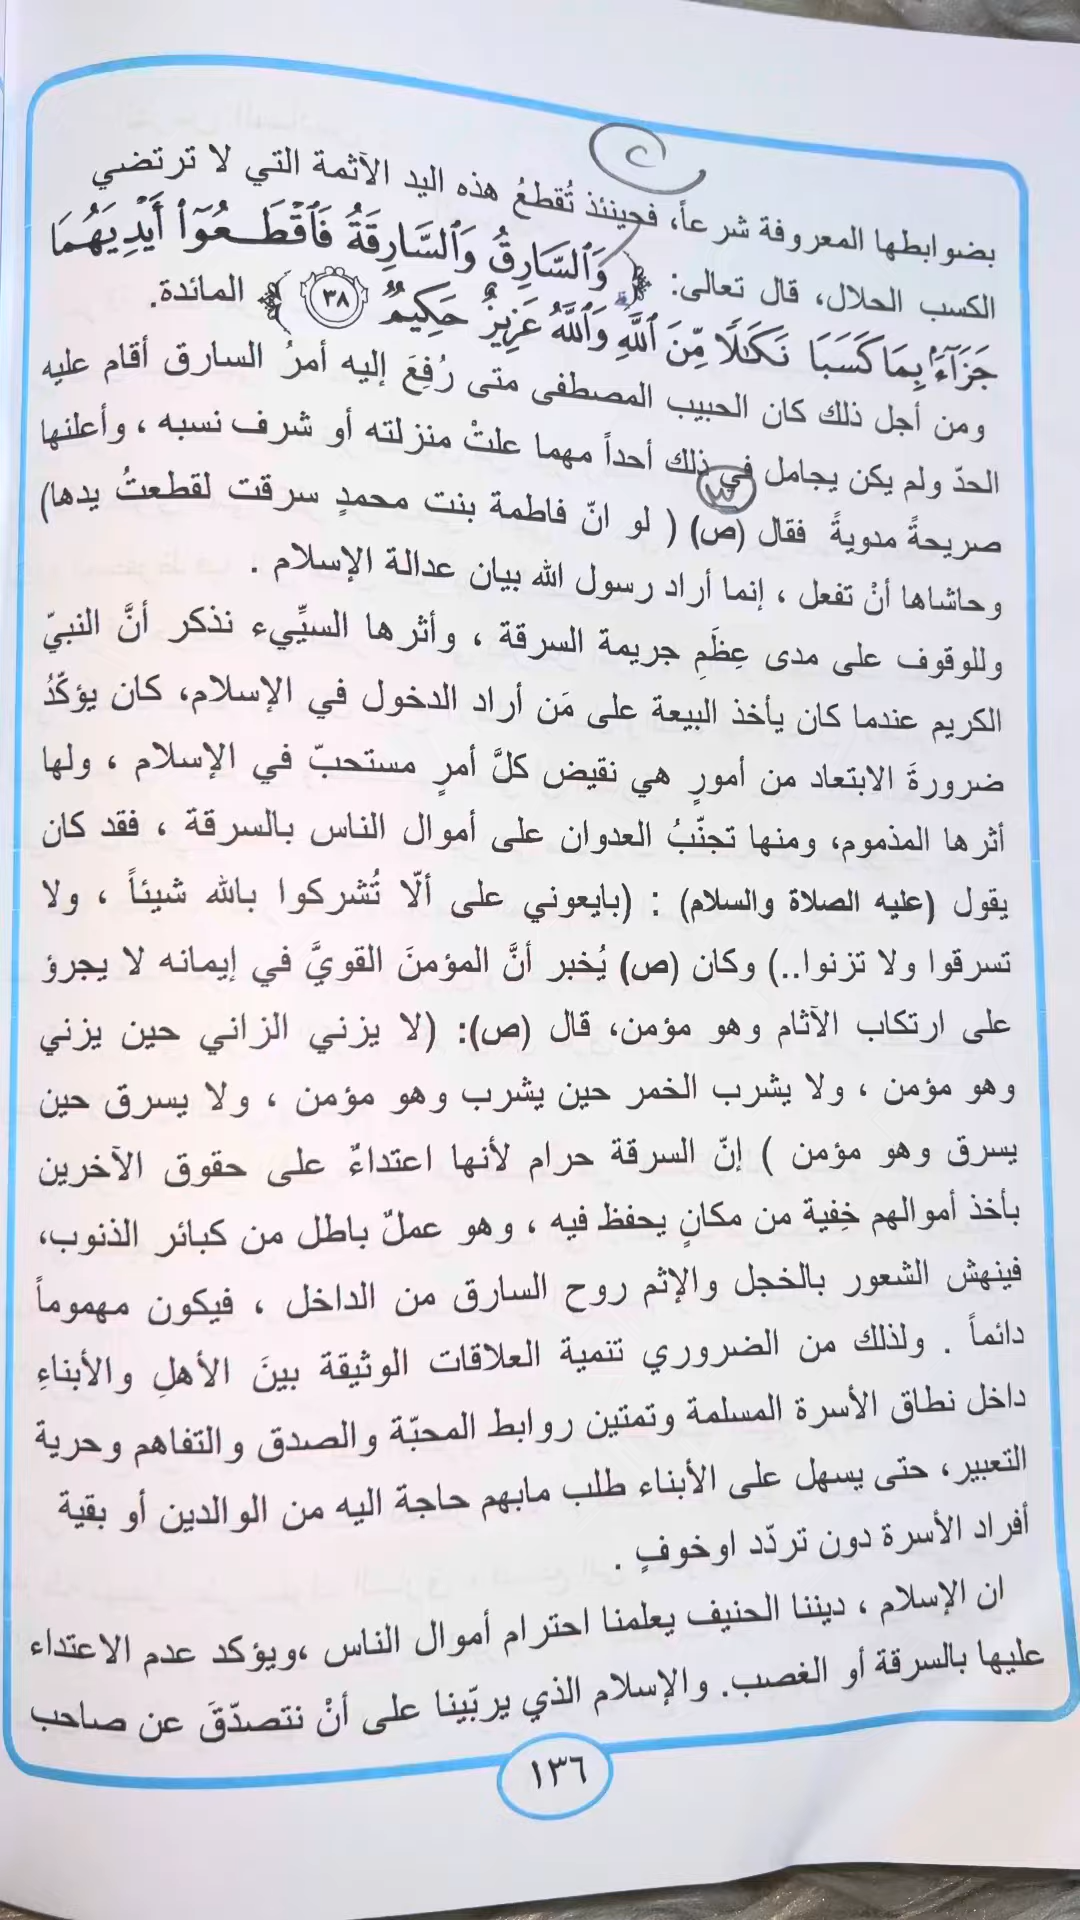 بضوابطها المعروفة شرعاً، فحينئذ تُقطعُ هذه اليد الآثمة التي لا ترتضي
الكسب الحلال، قال تعالى: ﴿ وَٱلسَّارِقُ وَٱلسَّارِقَةُ فَٱقْطَعُوٓا۟ أَيْدِيَهُمَا
جَزَآءًۢ بِمَا كَسَبَا نَكَـٰلًا مِّنَ ٱللَّهِ وَٱللَّهُ عَزِيزٌ حَكِيمٌ ٣٨ ﴾ المائدة.
ومن أجل ذلك كان الحبيب المصطفى متى رُفِعَ إليه أمرُ السارق أقام عليه
الحدّ ولم يكن يجامل في ذلك أحداً مهما علتْ منزلته أو شرف نسبه ، وأعلنها
صريحةً مدويةً فقال (ص) ( لو انّ فاطمة بنت محمدٍ سرقت لقطعتُ يدها)
وحاشاها أنْ تفعل ، إنما أراد رسول الله بيان عدالة الإسلام .
وللوقوف على مدى عِظَمِ جريمة السرقة ، وأثرها السيِّيء نذكر أنَّ النبيّ
الكريم عندما كان يأخذ البيعة على مَن أراد الدخول في الإسلام، كان يؤكّدُ
ضرورةَ الابتعاد من أمورٍ هي نقيض كلَّ أمرٍ مستحبّ في الإسلام ، ولها
أثرها المذموم، ومنها تجنّبُ العدوان على أموال الناس بالسرقة ، فقد كان
يقول (عليه الصلاة والسلام) : (بايعوني على ألّا تُشركوا بالله شيئاً ، ولا
تسرقوا ولا تزنوا..) وكان (ص) يُخبر أنَّ المؤمنَ القويَّ في إيمانه لا يجرؤ
على ارتكاب الآثام وهو مؤمن، قال (ص): (لا يزني الزاني حين يزني
وهو مؤمن ، ولا يشرب الخمر حين يشرب وهو مؤمن ، ولا يسرق حين
يسرق وهو مؤمن ) إنّ السرقة حرام لأنها اعتداءٌ على حقوق الآخرين
بأخذ أموالهم خِفية من مكانٍ يحفظ فيه ، وهو عملٌ باطل من كبائر الذنوب،
فينهش الشعور بالخجل والإثم روح السارق من الداخل ، فيكون مهموماً
دائماً . ولذلك من الضروري تنمية العلاقات الوثيقة بينَ الأهلِ والأبناءِ
داخل نطاق الأسرة المسلمة وتمتين روابط المحبّة والصدق والتفاهم وحرية
التعبير، حتى يسهل على الأبناء طلب مابهم حاجة اليه من الوالدين أو بقية
أفراد الأسرة دون تردّد اوخوفٍ .
ان الإسلام ، ديننا الحنيف يعلمنا احترام أموال الناس ،ويؤكد عدم الاعتداء
عليها بالسرقة أو الغصب. والإسلام الذي يربّينا على أنْ نتصدّقَ عن صاحب
١٣٦